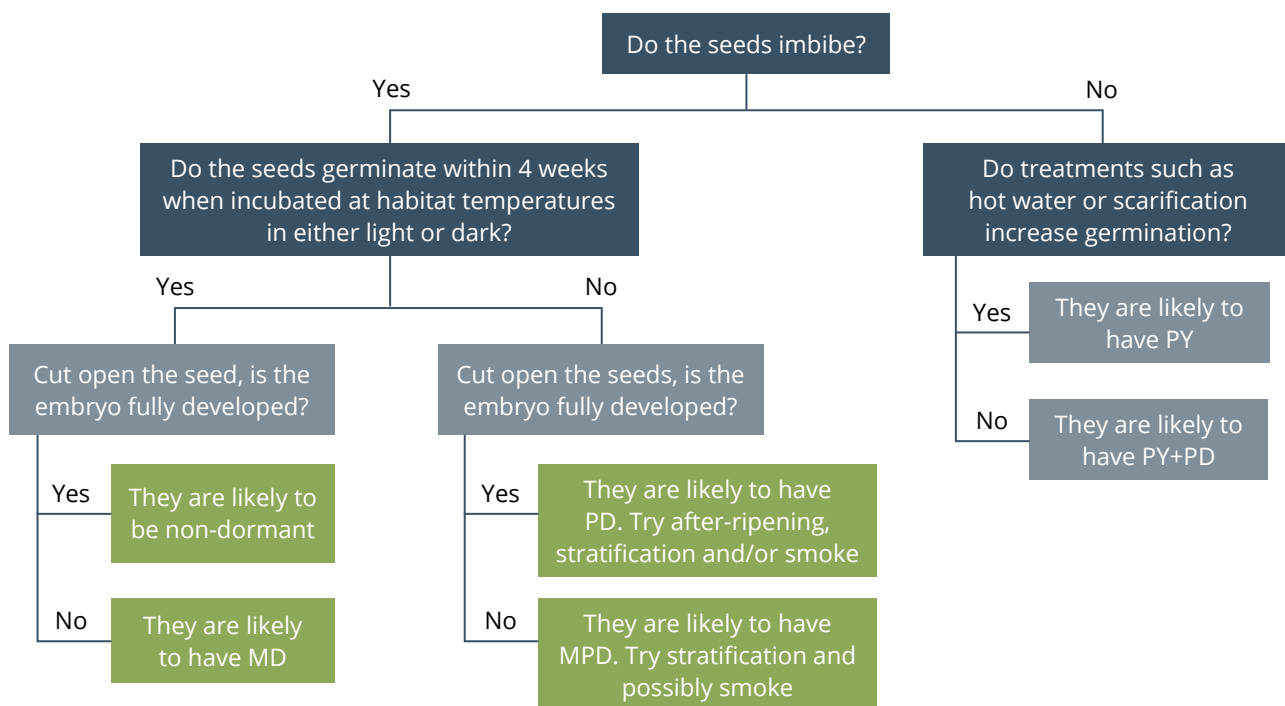 Do the seeds imbibe?
Yes
No
Do the seeds germinate within 4 weeks
when incubated at habitat temperatures
in either light or dark?
Do treatments such as
hot water or scarification
increase germination?
Yes
No
Yes
They are likely to
have PY
No
They are likely to
have PY+PD
Cut open the seed, is the
embryo fully developed?
Cut open the seeds, is the
embryo fully developed?
Yes
They are likely to
be non-dormant
No
They are likely
to have MD
Yes
They are likely to have
PD. Try after-ripening,
stratification and/or smoke
No
They are likely to have
MPD. Try stratification and
possibly smoke